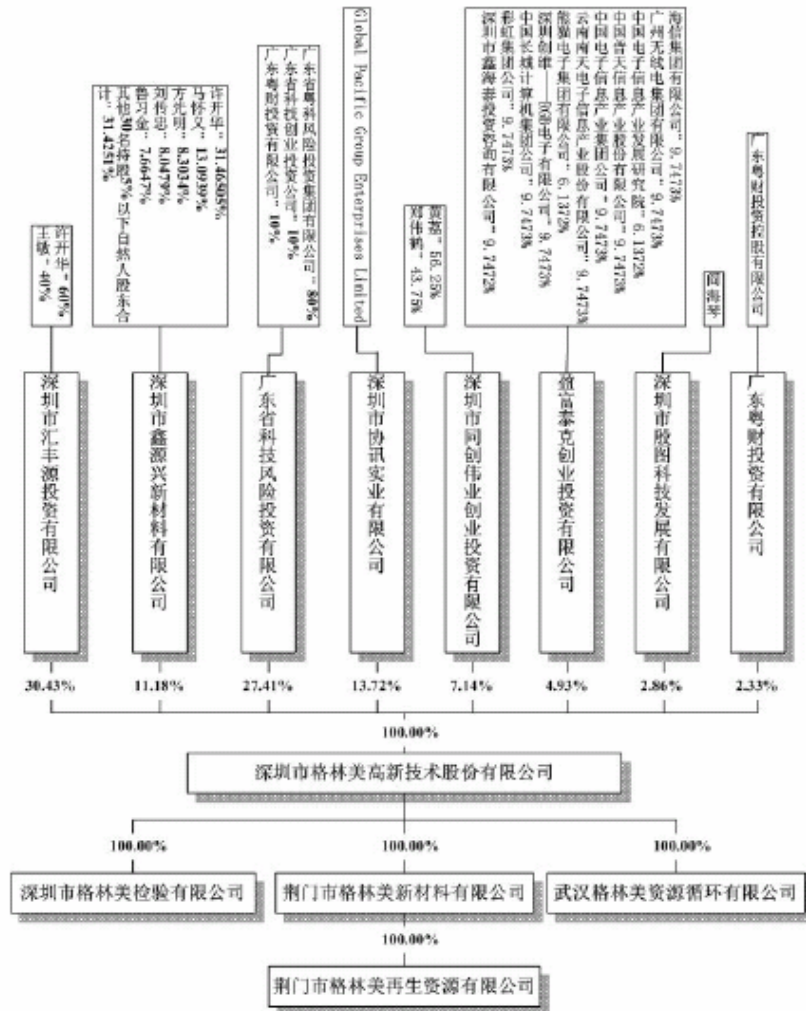 许开华"60%
王敏"40%
许开华"31.46505%
马怀义"13.0939%
方光明"8.3034%
刘传忠"8.0479%
鲁习金"7.6647%
其他30名持股5%以下自然人股东合
计"31.4251%
广东省粤科风险投资集团有限公司"80%
广东省科技创业投资公司"10%
广东粤财投资有限公司"10%
Global Pacific Group Enterprises Limited
黄荔"56.25%
郑伟鹤"43.75%
海信集团有限公司"9.7473%
广州无线电集团有限公司"9.7473%
中国电子信息产业发展研究院"6.1372%
中国普天信息产业股份有限公司"9.7473%
中国电子信息产业集团公司"9.7473%
云南南天电子信息产业股份有限公司"9.7473%
熊猫电子集团有限公司"6.1372%
深圳创维——RGB电子有限公司"9.7473%
中国长城计算机集团公司"9.7473%
彩虹集团公司"9.7473%
深圳市鑫海泰投资咨询有限公司"9.7472%
阎海琴
广东粤财投资控股有限公司
深圳市汇丰源投资有限公司
深圳市鑫源兴新材料有限公司
广东省科技风险投资有限公司
深圳市协讯实业有限公司
深圳市同创伟业创业投资有限公司
盈富泰克创业投资有限公司
深圳市殷图科技发展有限公司
广东粤财投资有限公司
30.43%
11.18%
27.41%
13.72%
7.14%
4.93%
2.86%
2.33%
100.00%
深圳市格林美高新技术股份有限公司
100.00%
100.00%
100.00%
深圳市格林美检验有限公司
荆门市格林美新材料有限公司
武汉格林美资源循环有限公司
100.00%
荆门市格林美再生资源有限公司